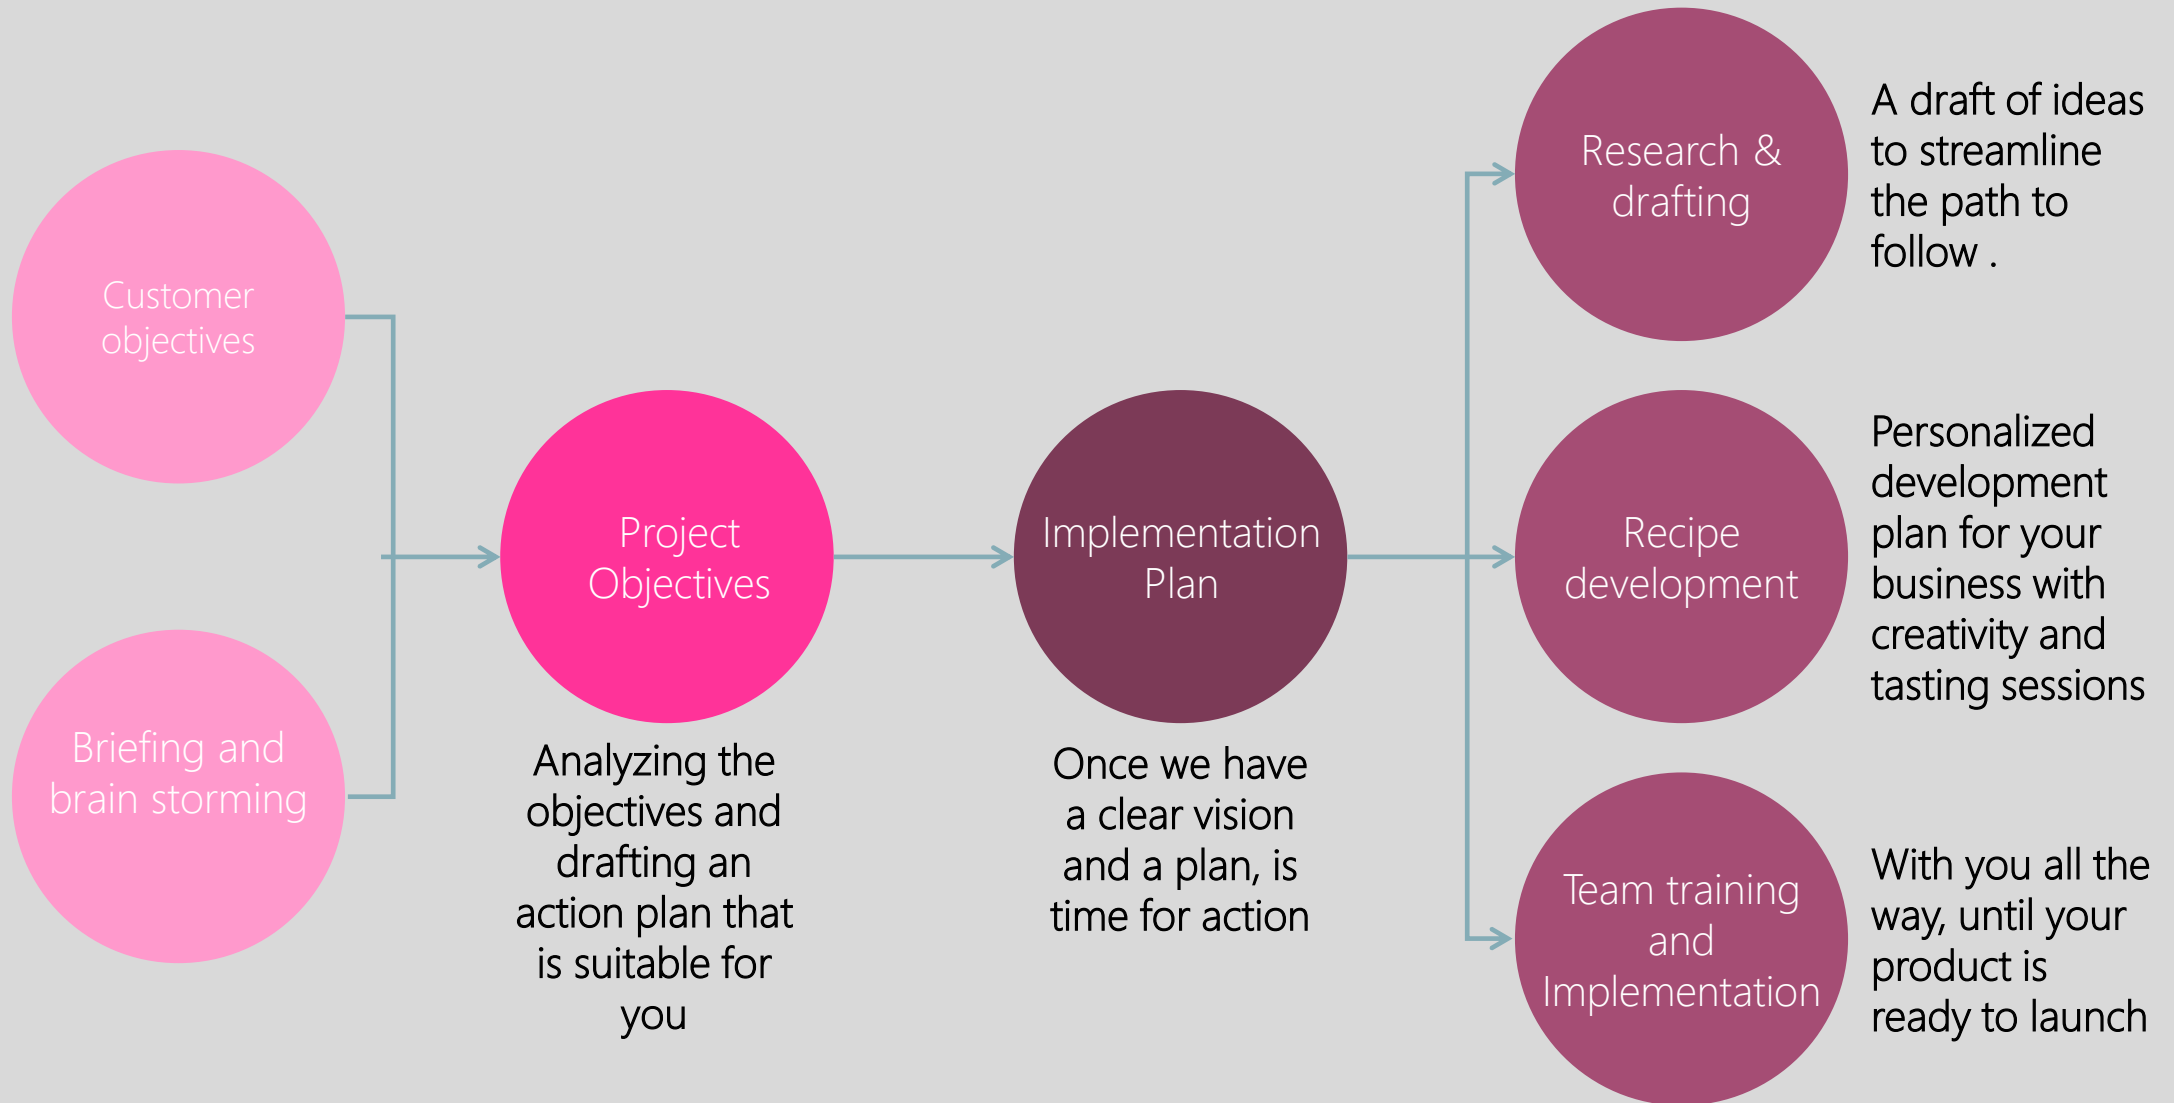 Customer
objectives
Briefing and
brain storming
Project
Objectives
Analyzing the
objectives and
drafting an
action plan that
is suitable for
you
Implementation
Plan
Once we have
a clear vision
and a plan, is
time for action
Research &
drafting
A draft of ideas
to streamline
the path to
follow .
Recipe
development
Personalized
development
plan for your
business with
creativity and
tasting sessions
Team training
and
Implementation
With you all the
way, until your
product is
ready to launch